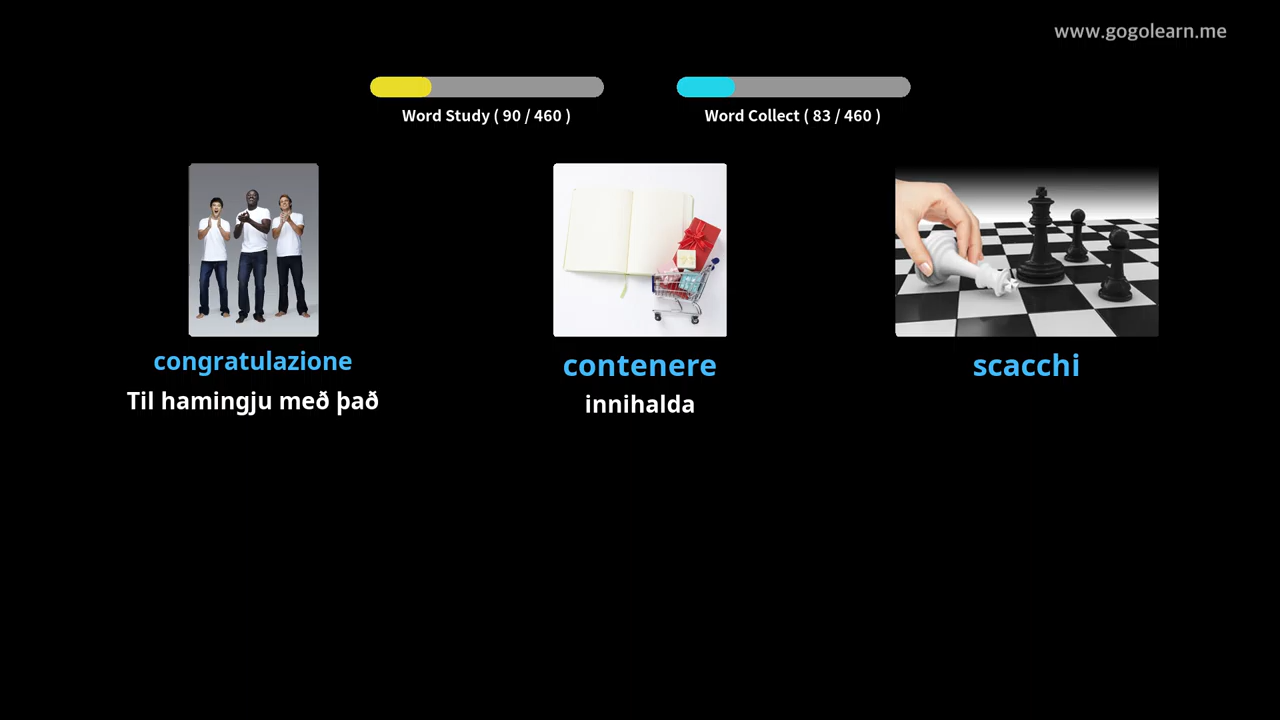 www.gogolearn.me
Word Study ( 90 / 460 )
Word Collect ( 83 / 460 )
congratulazione
Til hamingju með það
contenere
innihalda
scacchi